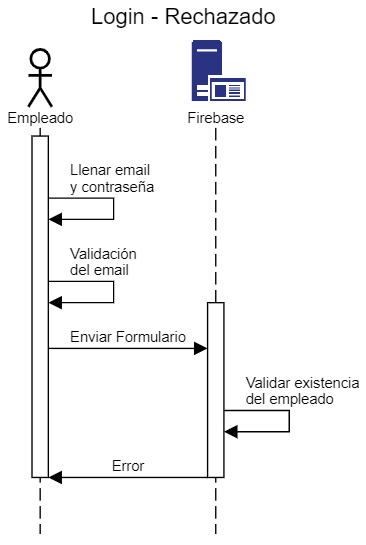 Login - Rechazado
Empleado
Firebase
Llenar email
y contraseña
Validación
del email
Enviar Formulario
Validar existencia
del empleado
Error